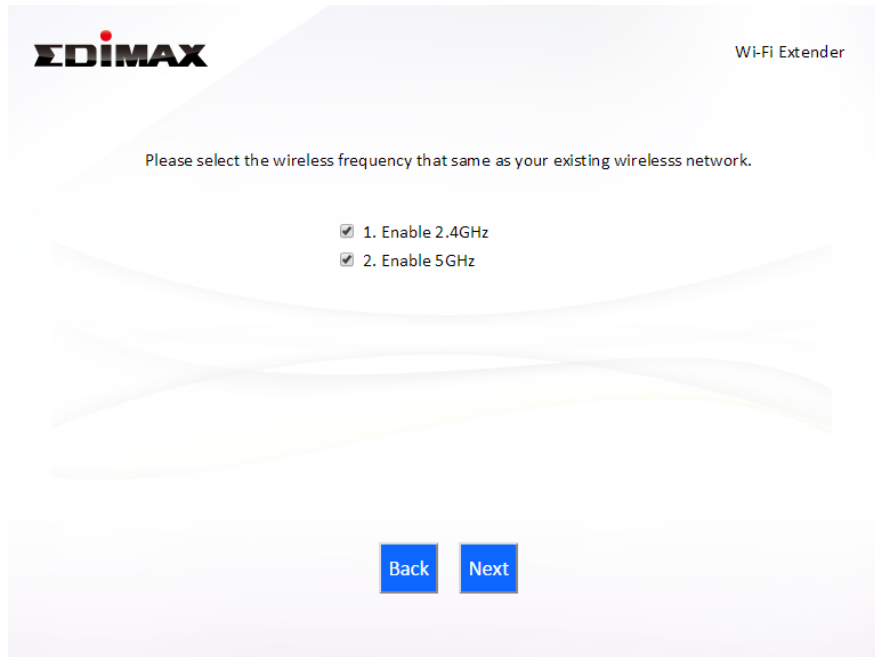 EDIMAX
Wi-Fi Extender
Please select the wireless frequency that same as your existing wirelesss network.
1. Enable 2.4GHz
2. Enable 5GHz
Back
Next